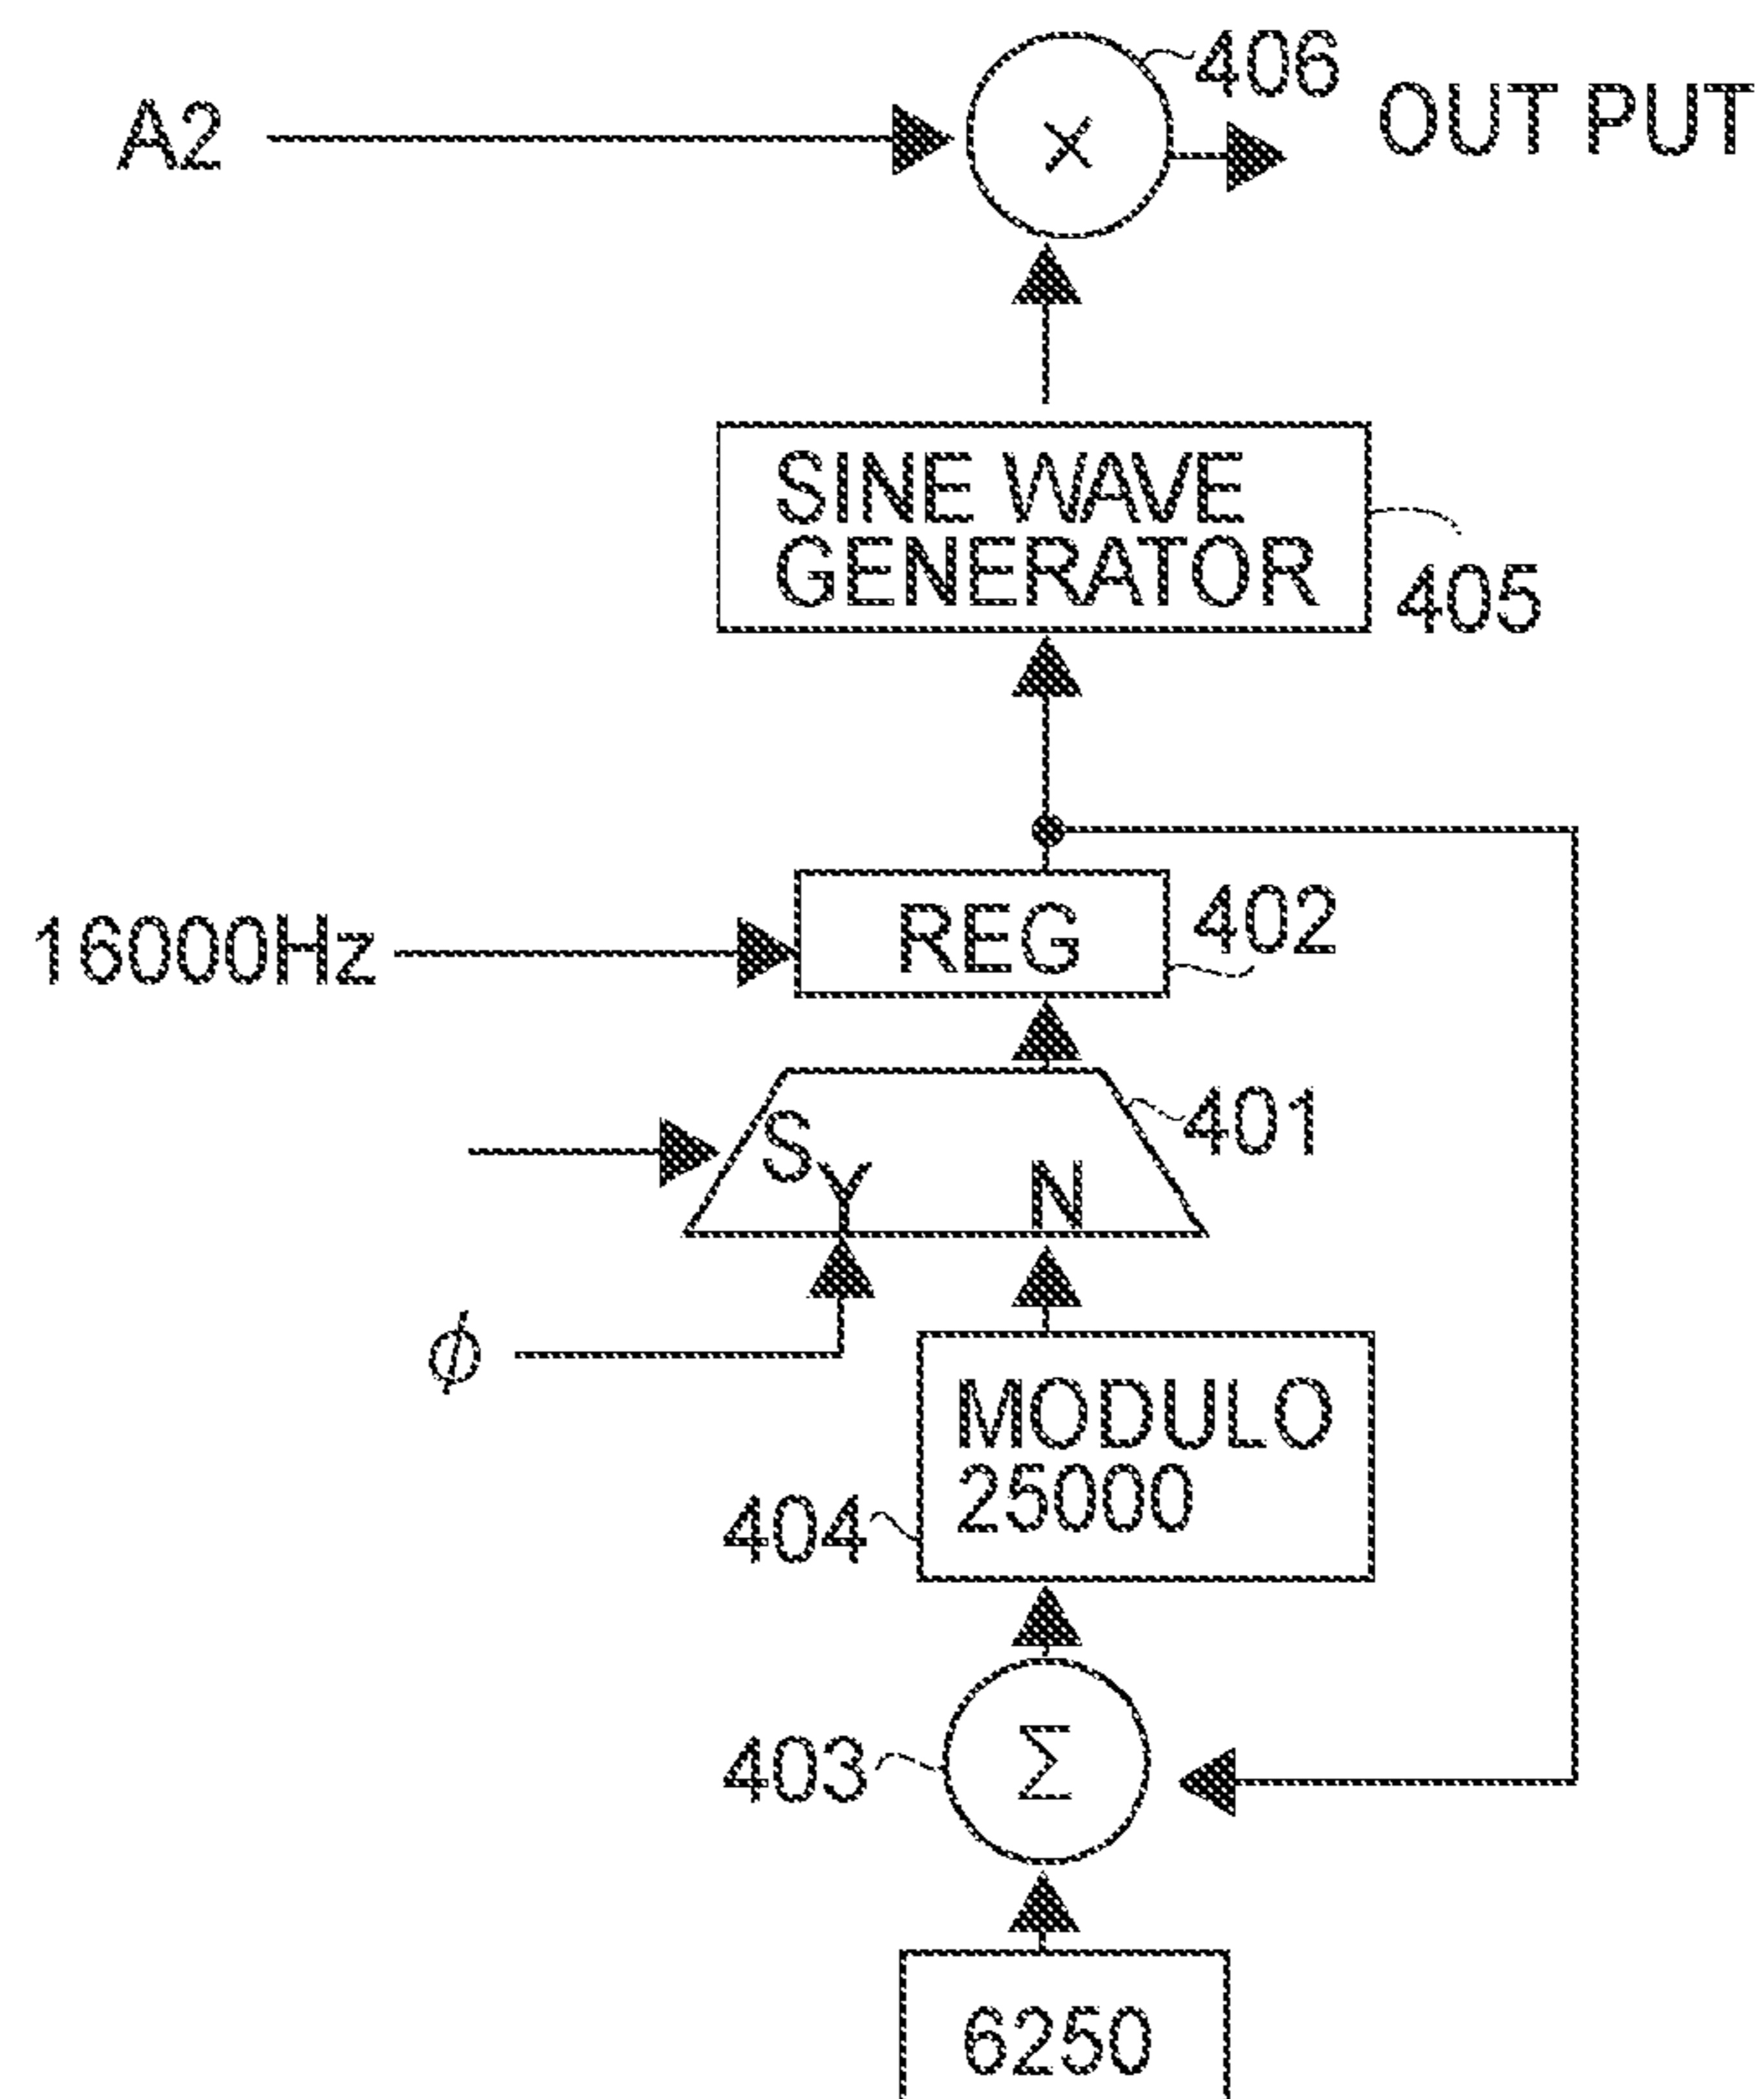 406
A2
×
OUT PUT
SINE WAVE
GENERATOR
405
16000Hz
REG
402
S
Y
N
401
ϕ
MODULO
25000
404
403
Σ
6250